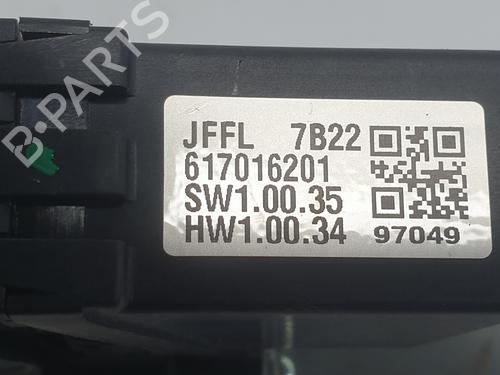 JFFL 7B22
617016201
SW1.00.35
HW1.00.34 97049
B-PARTS